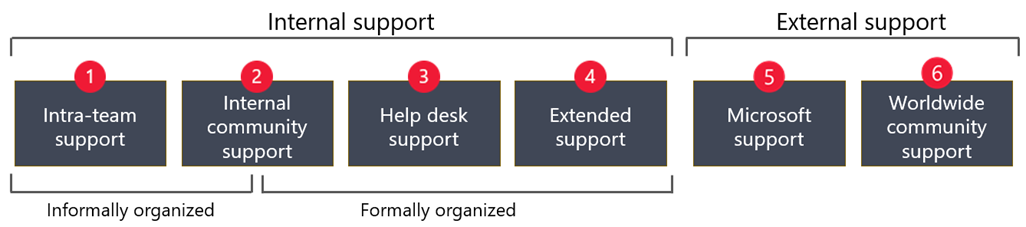 Internal support
External support
1
2
3
4
5
6
Intra-team
support
Internal
community
support
Help desk
support
Extended
support
Microsoft
support
Worldwide
community
support
Informally organized
Formally organized